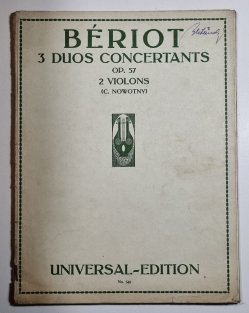 BÉRIOT
3 DUOS CONCERTANTS
OP. 57
2 VIOLONS
(C. NOWOTNY)
UNIVERSAL-EDITION